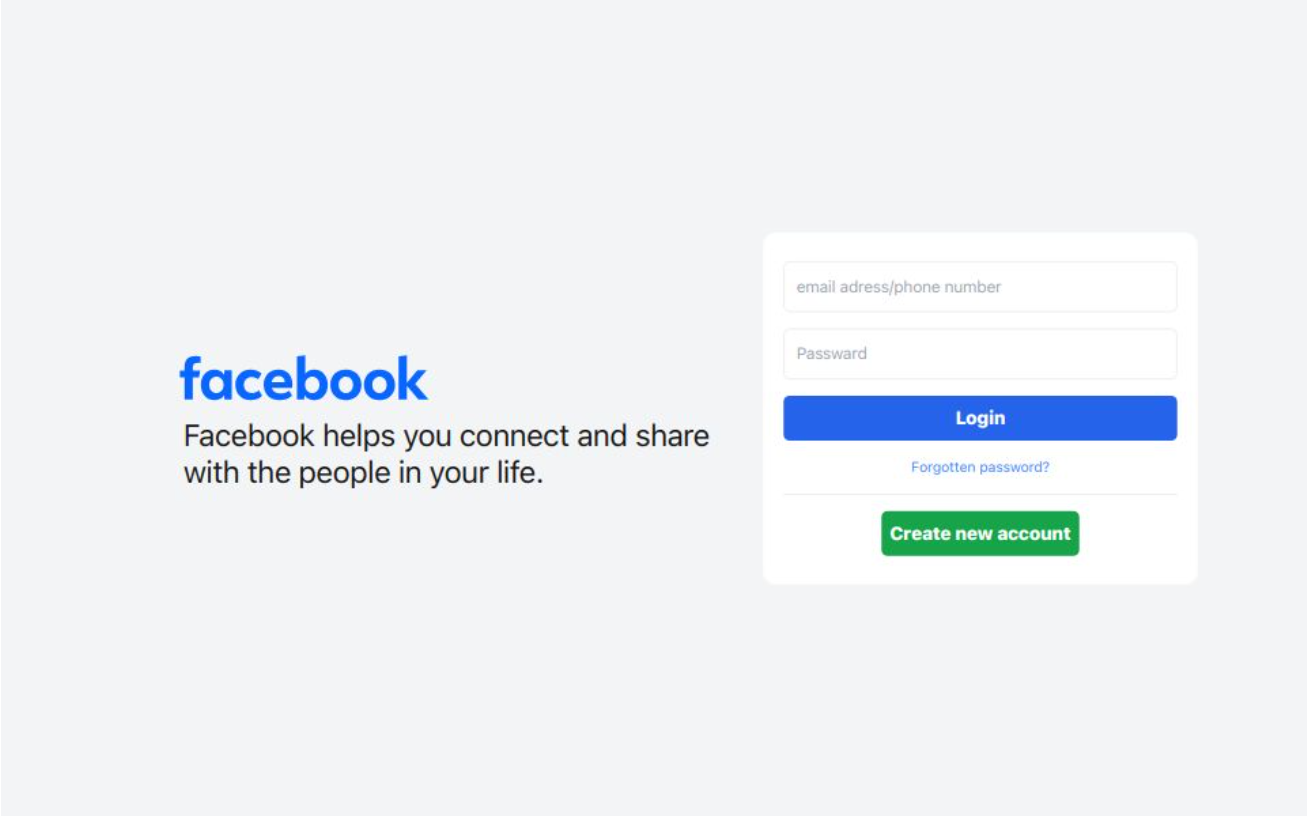 facebook
Facebook helps you connect and share
with the people in your life.
email adress/phone number
Passward
Login
Forgotten password?
Create new account